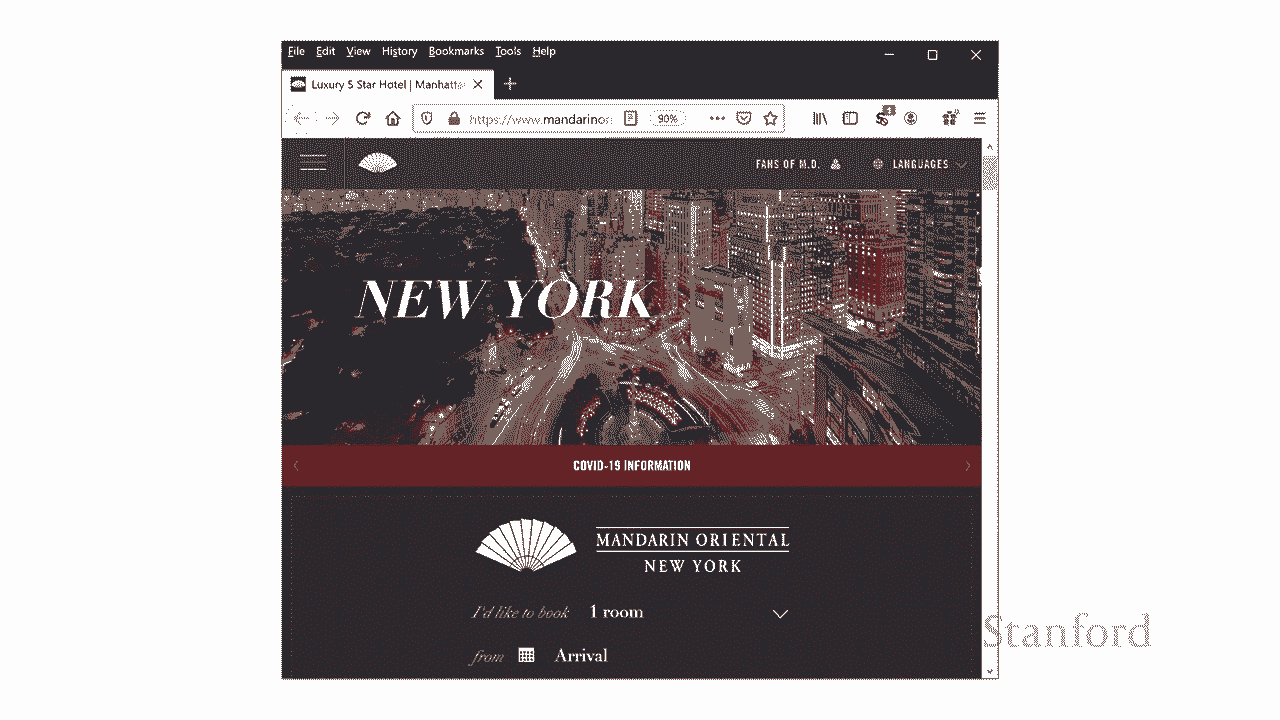 File Edit View History Bookmarks Tools Help
Luxury 5 Star Hotel | Manhatta
https://www.mandarinor
90%
FANS OF M.O.
LANGUAGES
NEW YORK
COVID-19 INFORMATION
MANDARIN ORIENTAL
NEW YORK
I'd like to book 1 room
from Arrival
Stanford